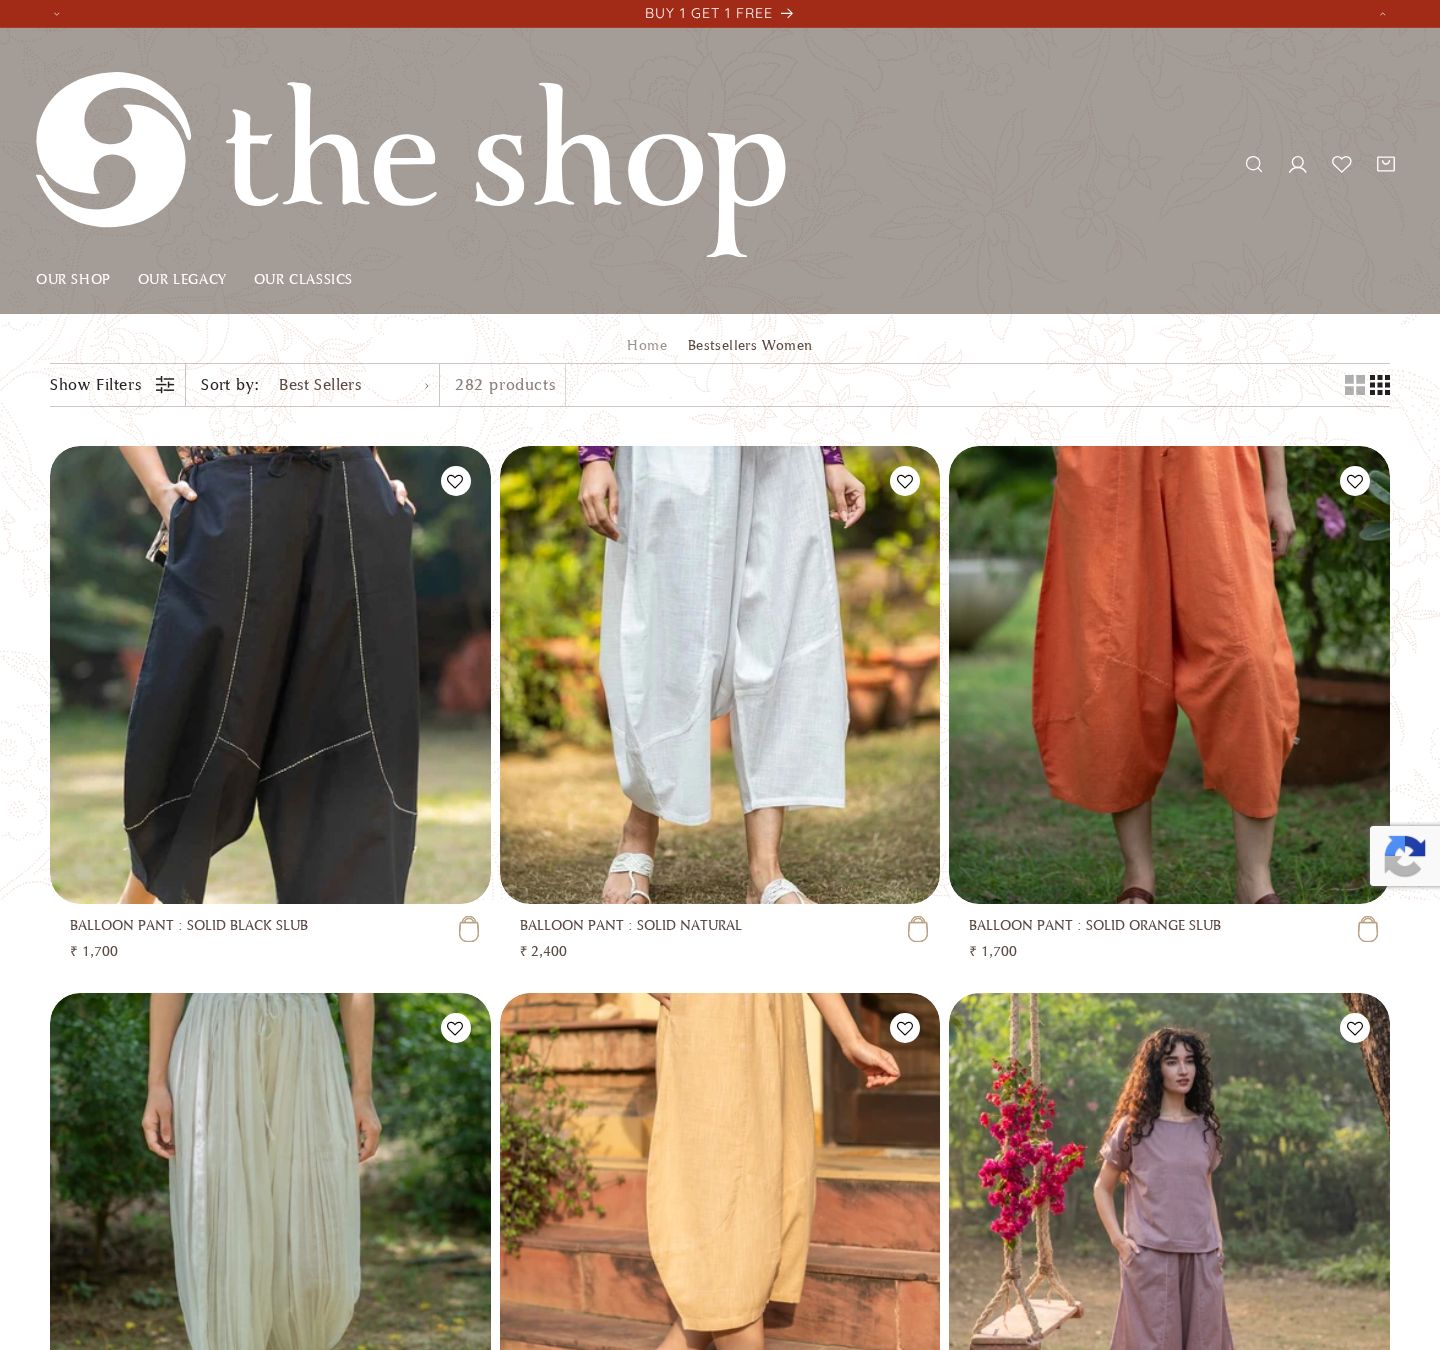 BUY 1 GET 1 FREE
the shop
OUR SHOP OUR LEGACY OUR CLASSICS
Home Bestsellers Women
Show Filters Sort by: Best Sellers 282 products
BALLOON PANT : SOLID BLACK SLUB
₹ 1,700
BALLOON PANT : SOLID NATURAL
₹ 2,400
BALLOON PANT : SOLID ORANGE SLUB
₹ 1,700